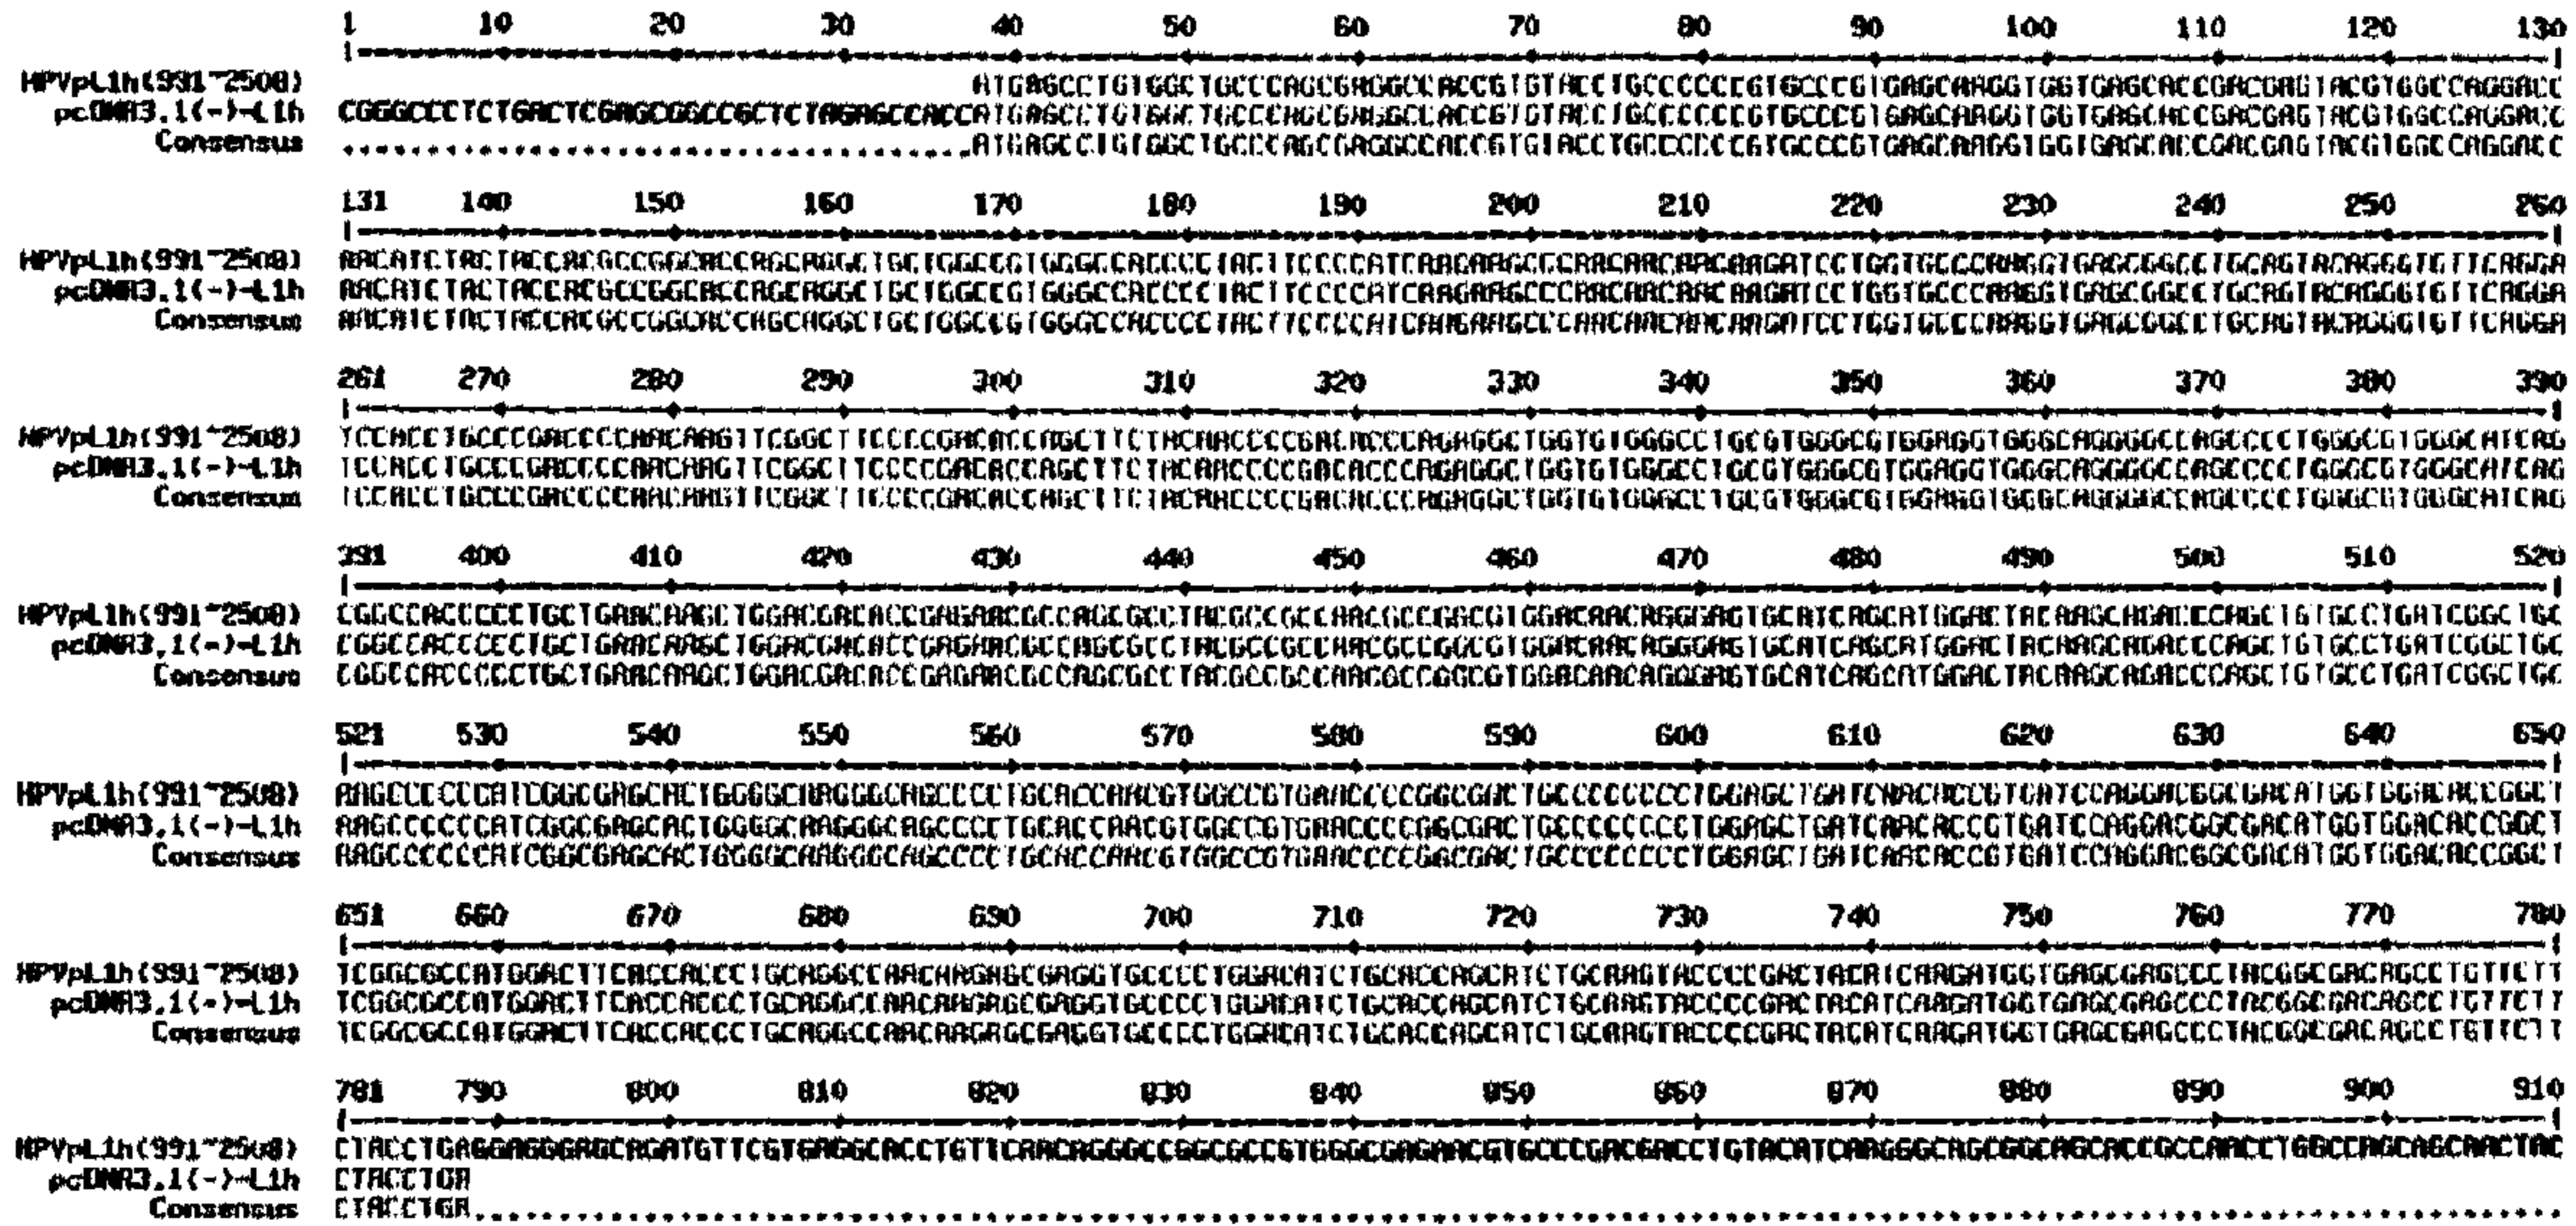 1 10 20 30 40 50 60 70 80 90 100 110 120 130
HPVpL1h(991~2508) ATGAGCCTGTGGCTGCCCAGCGAGGCCACCGTGTACCTGCCCCCCGTGCCCGTGAGCAAGGTGGTGAGCACCGACGAGTACGTGGCCAGGACC
pcDNA3.1(-)-L1h CGGGCCCTCTGACTCGAGCGGCCGCTCTAGAGCCACCATGAGCCTGTGGCTGCCCAGCGAGGCCACCGTGTACCTGCCCCCCGTGCCCGTGAGCAAGGTGGTGAGCACCGACGAGTACGTGGCCAGGACC
Consensus .....................................ATGAGCCTGTGGCTGCCCAGCGAGGCCACCGTGTACCTGCCCCCCGTGCCCGTGAGCAAGGTGGTGAGCACCGACGAGTACGTGGCCAGGACC
131 140 150 160 170 180 190 200 210 220 230 240 250 260
HPVpL1h(991~2508) AACATCTACTACCACGCCGGCACCAGCAGGCTGCTGGCCGTGGGCCACCCCTACTTCCCCATCAAGAAGCCCAACAACAACAAGATCCTGGTGCCCAAGGTGAGCGGCCTGCAGTACAGGGTGTTCAGGA
pcDNA3.1(-)-L1h AACATCTACTACCACGCCGGCACCAGCAGGCTGCTGGCCGTGGGCCACCCCTACTTCCCCATCAAGAAGCCCAACAACAACAAGATCCTGGTGCCCAAGGTGAGCGGCCTGCAGTACAGGGTGTTCAGGA
Consensus AACATCTACTACCACGCCGGCACCAGCAGGCTGCTGGCCGTGGGCCACCCCTACTTCCCCATCAAGAAGCCCAACAACAACAAGATCCTGGTGCCCAAGGTGAGCGGCCTGCAGTACAGGGTGTTCAGGA
261 270 280 290 300 310 320 330 340 350 360 370 380 390
HPVpL1h(991~2508) TCCACCTGCCCGACCCCAACAAGTTCGGCTTCCCCGACACCAGCTTCTACAACCCCGACACCCAGAGGCTGGTGTGGGCCTGCGTGGGCGTGGAGGTGGGCAGGGGCCAGCCCCTGGGCGTGGGCATCAG
pcDNA3.1(-)-L1h TCCACCTGCCCGACCCCAACAAGTTCGGCTTCCCCGACACCAGCTTCTACAACCCCGACACCCAGAGGCTGGTGTGGGCCTGCGTGGGCGTGGAGGTGGGCAGGGGCCAGCCCCTGGGCGTGGGCATCAG
Consensus TCCACCTGCCCGACCCCAACAAGTTCGGCTTCCCCGACACCAGCTTCTACAACCCCGACACCCAGAGGCTGGTGTGGGCCTGCGTGGGCGTGGAGGTGGGCAGGGGCCAGCCCCTGGGCGTGGGCATCAG
391 400 410 420 430 440 450 460 470 480 490 500 510 520
HPVpL1h(991~2508) CGGCCACCCCCTGCTGAACAAGCTGGACGACACCGAGAACGCCAGCGCCTACGCCGCCAACGCCGGCGTGGACAACAGGGAGTGCATCAGCATGGACTACAAGCAGACCCAGCTGTGCCTGATCGGCTGC
pcDNA3.1(-)-L1h CGGCCACCCCCTGCTGAACAAGCTGGACGACACCGAGAACGCCAGCGCCTACGCCGCCAACGCCGGCGTGGACAACAGGGAGTGCATCAGCATGGACTACAAGCAGACCCAGCTGTGCCTGATCGGCTGC
Consensus CGGCCACCCCCTGCTGAACAAGCTGGACGACACCGAGAACGCCAGCGCCTACGCCGCCAACGCCGGCGTGGACAACAGGGAGTGCATCAGCATGGACTACAAGCAGACCCAGCTGTGCCTGATCGGCTGC
521 530 540 550 560 570 580 590 600 610 620 630 640 650
HPVpL1h(991~2508) AAGCCCCCCATCGGCGAGCACTGGGGCAAGGGCAGCCCCTGCACCAACGTGGCCGTGAACCCCGGCGACTGCCCCCCCCTGGAGCTGATCAACACCGTGATCCAGGACGGCGACATGGTGGACACCGGCT
pcDNA3.1(-)-L1h AAGCCCCCCATCGGCGAGCACTGGGGCAAGGGCAGCCCCTGCACCAACGTGGCCGTGAACCCCGGCGACTGCCCCCCCCTGGAGCTGATCAACACCGTGATCCAGGACGGCGACATGGTGGACACCGGCT
Consensus AAGCCCCCCATCGGCGAGCACTGGGGCAAGGGCAGCCCCTGCACCAACGTGGCCGTGAACCCCGGCGACTGCCCCCCCCTGGAGCTGATCAACACCGTGATCCAGGACGGCGACATGGTGGACACCGGCT
651 660 670 680 690 700 710 720 730 740 750 760 770 780
HPVpL1h(991~2508) TCGGCGCCATGGACTTCACCACCCTGCAGGCCAACAAGAGCGAGGTGCCCCTGGACATCTGCACCAGCATCTGCAAGTACCCCGACTACATCAAGATGGTGAGCGAGCCCTACGGCGACAGCCTGTTCTT
pcDNA3.1(-)-L1h TCGGCGCCATGGACTTCACCACCCTGCAGGCCAACAAGAGCGAGGTGCCCCTGGACATCTGCACCAGCATCTGCAAGTACCCCGACTACATCAAGATGGTGAGCGAGCCCTACGGCGACAGCCTGTTCTT
Consensus TCGGCGCCATGGACTTCACCACCCTGCAGGCCAACAAGAGCGAGGTGCCCCTGGACATCTGCACCAGCATCTGCAAGTACCCCGACTACATCAAGATGGTGAGCGAGCCCTACGGCGACAGCCTGTTCTT
781 790 800 810 820 830 840 850 860 870 880 890 900 910
HPVpL1h(991~2508) CTACCTGAGGAGGGAGCAGATGTTCGTGAGGCACCTGTTCAACAGGGCCGGCGCCGTGGGCGAGAACGTGCCCGACGACCTGTACATCAAGGGCAGCGGCAGCACCGCCAACCTGGCCAGCAGCAACTAC
pcDNA3.1(-)-L1h CTACCTGA
Consensus CTACCTGA..........................................................................................................................